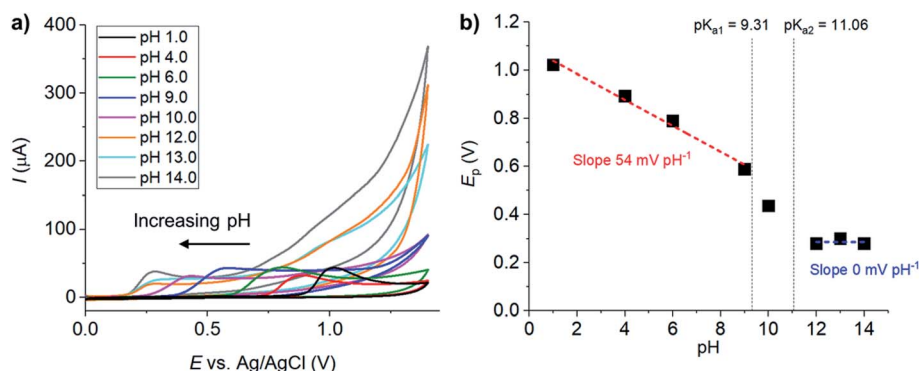 a)
400
300
200
100
0
I (µA)
pH 1.0
pH 4.0
pH 6.0
pH 9.0
pH 10.0
pH 12.0
pH 13.0
pH 14.0
Increasing pH
0.0 0.5 1.0
E vs. Ag/AgCl (V)
b)
pKa1 = 9.31 pKa2 = 11.06
1.2
1.0
0.8
0.6
0.4
0.2
0.0
Ep (V)
Slope 54 mV pH-1
Slope 0 mV pH-1
0 2 4 6 8 10 12 14
pH